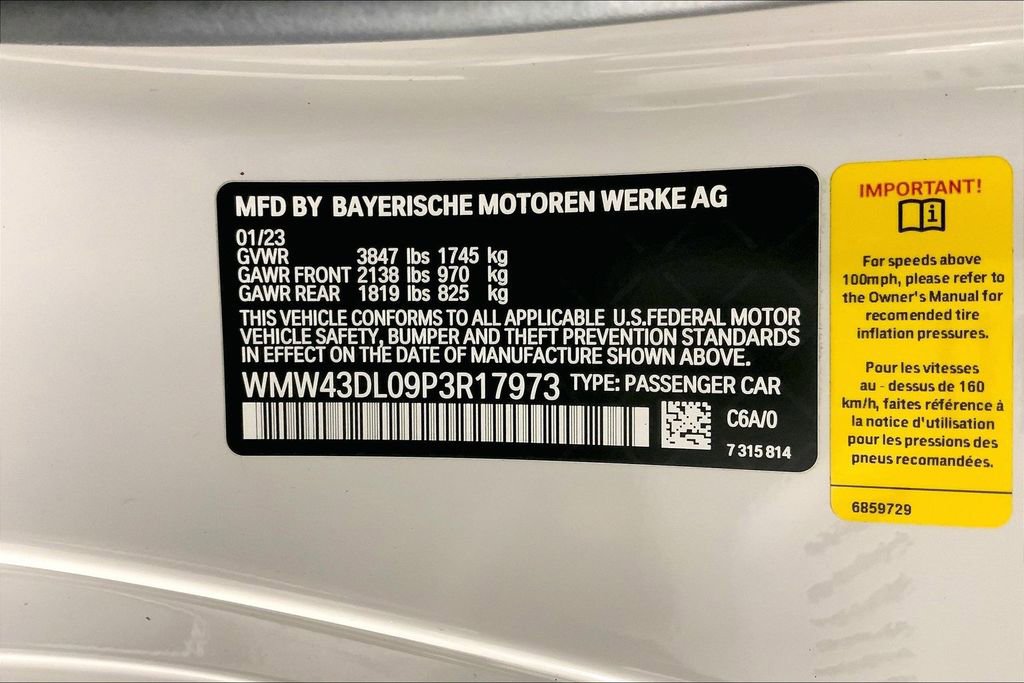 MFD BY BAYERISCHE MOTOREN WERKE AG
01/23
GVWR 3847 lbs 1745 kg
GAWR FRONT 2138 lbs 970 kg
GAWR REAR 1819 lbs 825 kg
THIS VEHICLE CONFORMS TO ALL APPLICABLE U.S.FEDERAL MOTOR
VEHICLE SAFETY, BUMPER AND THEFT PREVENTION STANDARDS
IN EFFECT ON THE DATE OF MANUFACTURE SHOWN ABOVE.
WMW43DL09P3R17973 TYPE: PASSENGER CAR
C6A/0
7 315 814
IMPORTANT!
For speeds above
100mph, please refer to
the Owner's Manual for
recomended tire
inflation pressures.
Pour les vitesses
au - dessus de 160
km/h, faites référence à
la notice d'utilisation
pour les pressions des
pneus recomandées.
6859729